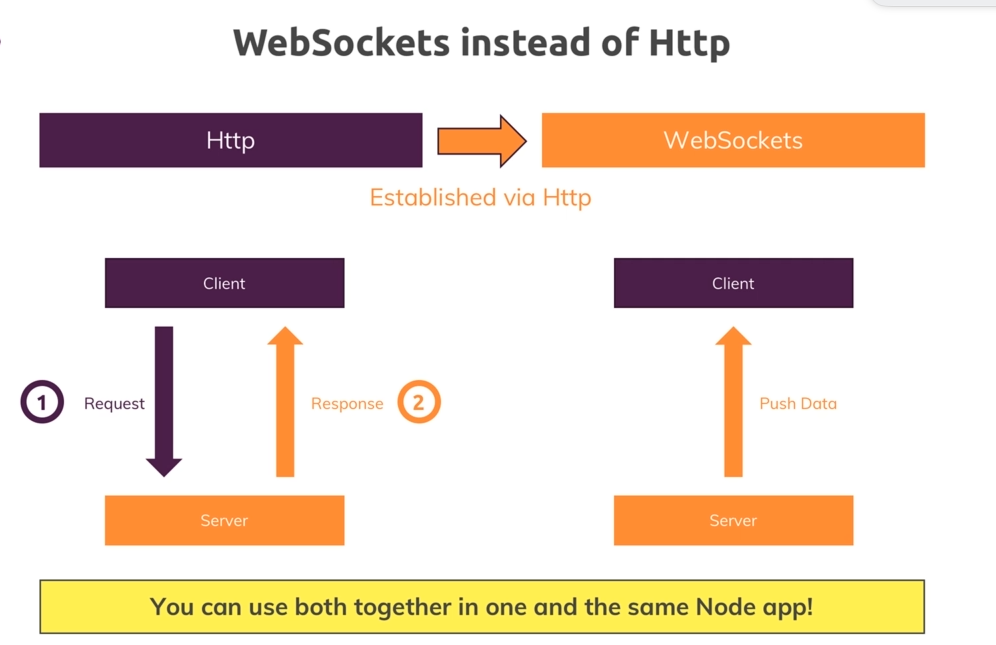 WebSockets instead of Http
Http
WebSockets
Established via Http
Client
Client
1
Request
Response
2
Push Data
Server
Server
You can use both together in one and the same Node app!